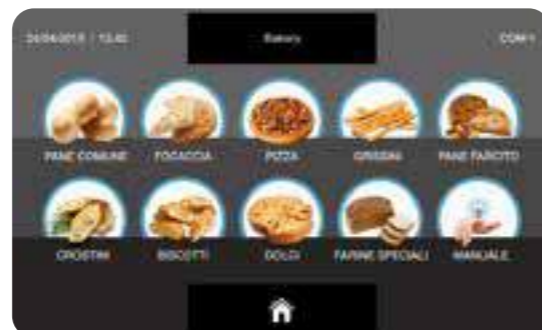 Bakery
PANE COMUNE FOCACCIA PIZZA GRISSINI PANE FARCITO
CROSTINI BISCOTTI DOLCI FARINE SPECIALI MANUALE